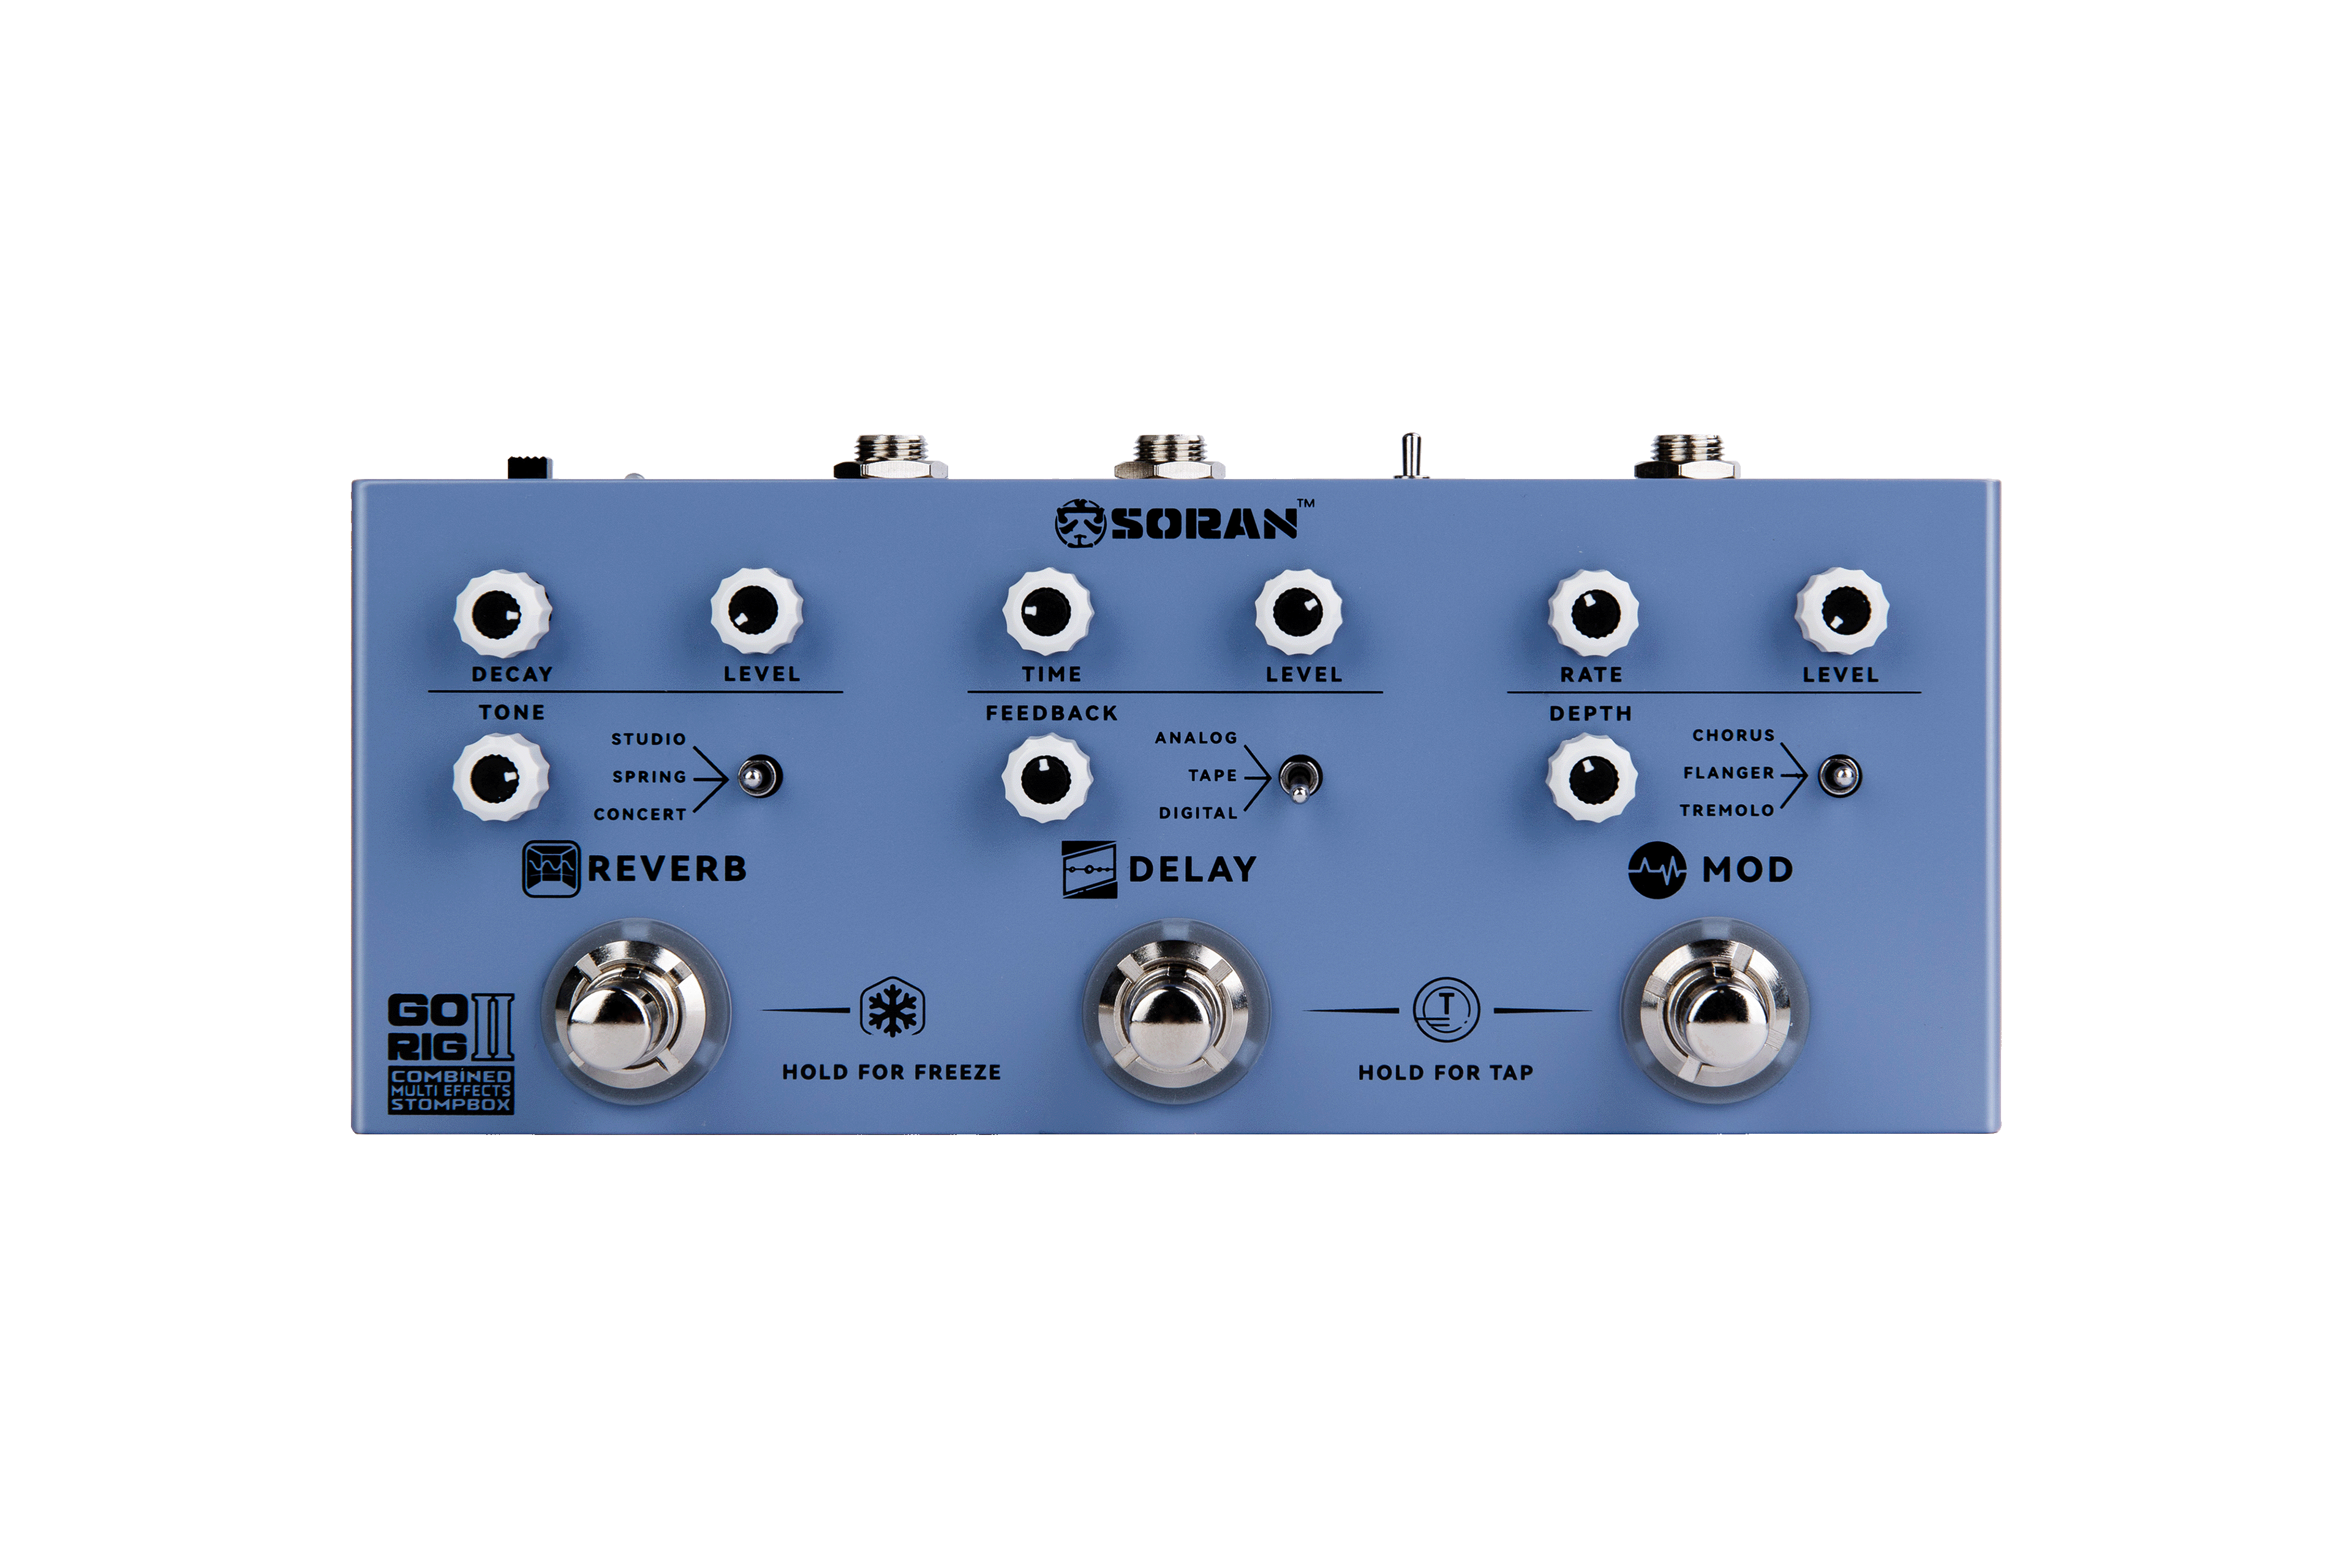 SORAN™
DECAY
LEVEL
TONE
STUDIO
SPRING
CONCERT
REVERB
TIME
LEVEL
FEEDBACK
ANALOG
TAPE
DIGITAL
DELAY
RATE
LEVEL
DEPTH
CHORUS
FLANGER
TREMOLO
MOD
GO
RIG II
COMBiNED
MULTI EFFECTS
STOMPBOX
HOLD FOR FREEZE
T
HOLD FOR TAP